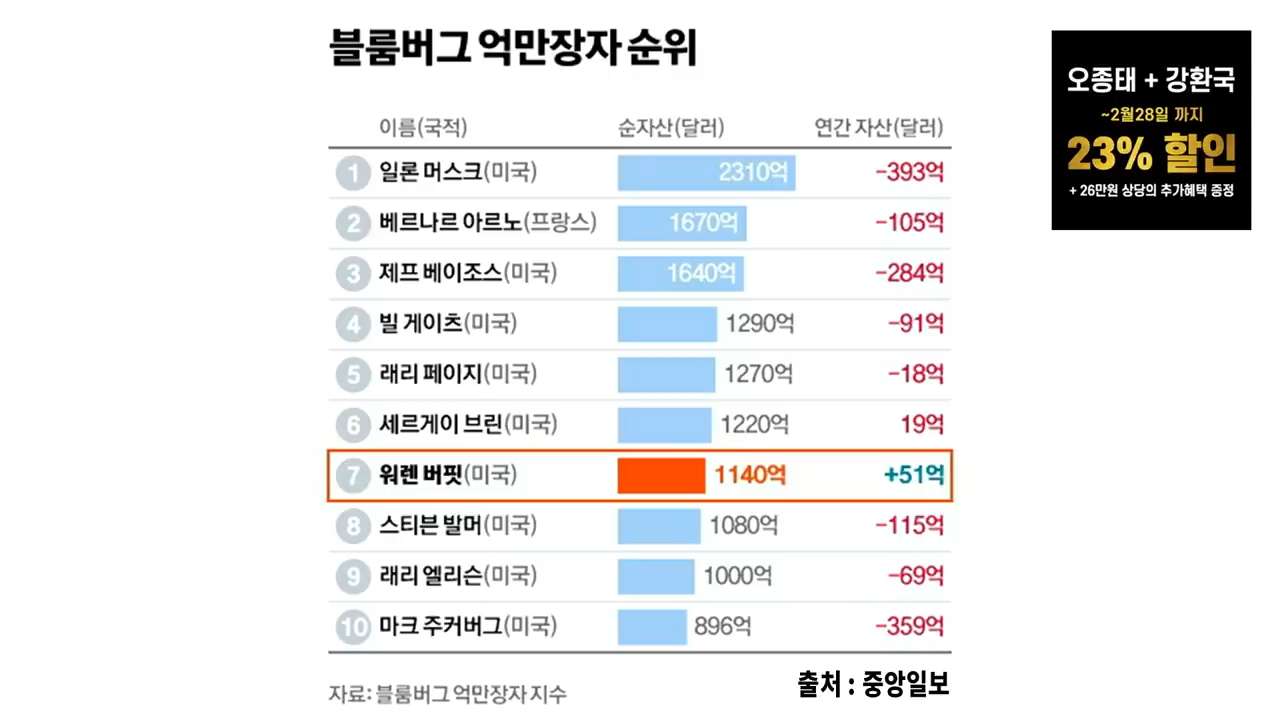 블룸버그 억만장자 순위
이름(국적) 순자산(달러) 연간 자산(달러)
1 일론 머스크(미국) 2310억 -393억
2 베르나르 아르노(프랑스) 1670억 -105억
3 제프 베이조스(미국) 1640억 -284억
4 빌 게이츠(미국) 1290억 -91억
5 래리 페이지(미국) 1270억 -18억
6 세르게이 브린(미국) 1220억 19억
7 워렌 버핏(미국) 1140억 +51억
8 스티븐 발머(미국) 1080억 -115억
9 래리 엘리슨(미국) 1000억 -69억
10 마크 주커버그(미국) 896억 -359억
자료: 블룸버그 억만장자 지수
출처 : 중앙일보
오종태 + 강환국
~2월28일 까지
23% 할인
+ 26만원 상당의 추가혜택 증정